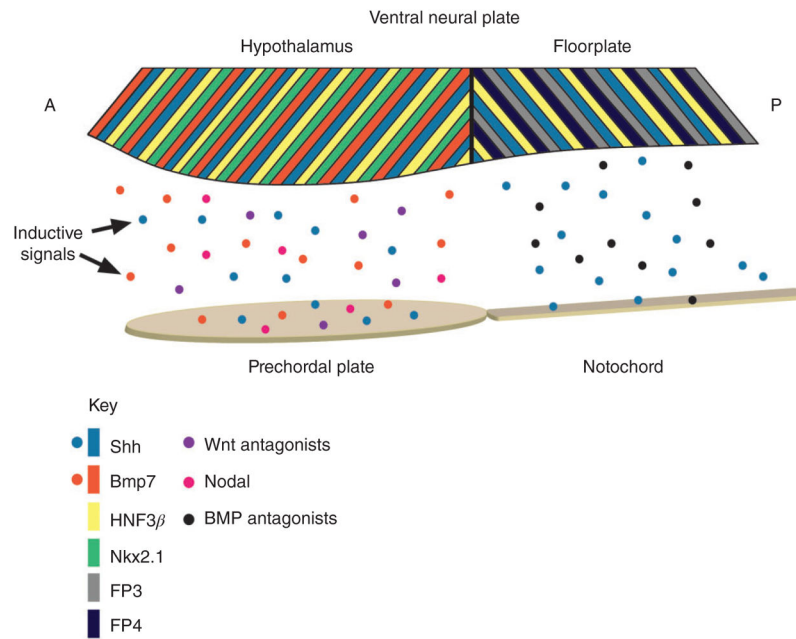 Ventral neural plate
Hypothalamus
Floorplate
A
P
Inductive
signals
Prechordal plate
Notochord
Key
Shh
Wnt antagonists
Bmp7
Nodal
HNF3β
BMP antagonists
Nkx2.1
FP3
FP4